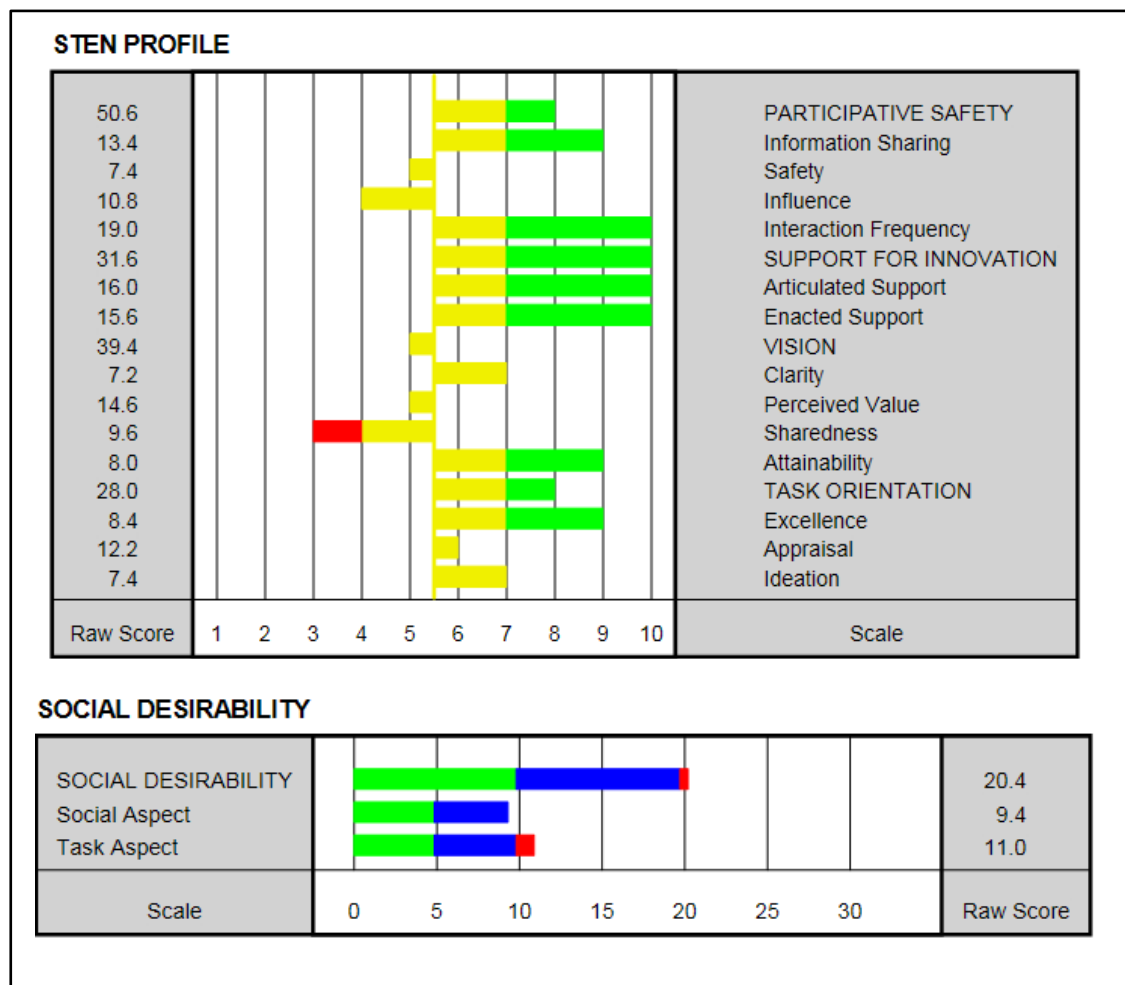 STEN PROFILE
50.6 PARTICIPATIVE SAFETY
13.4 Information Sharing
7.4 Safety
10.8 Influence
19.0 Interaction Frequency
31.6 SUPPORT FOR INNOVATION
16.0 Articulated Support
15.6 Enacted Support
39.4 VISION
7.2 Clarity
14.6 Perceived Value
9.6 Sharedness
8.0 Attainability
28.0 TASK ORIENTATION
8.4 Excellence
12.2 Appraisal
7.4 Ideation
Raw Score 1 2 3 4 5 6 7 8 9 10 Scale
SOCIAL DESIRABILITY
SOCIAL DESIRABILITY 20.4
Social Aspect 9.4
Task Aspect 11.0
Scale 0 5 10 15 20 25 30 Raw Score